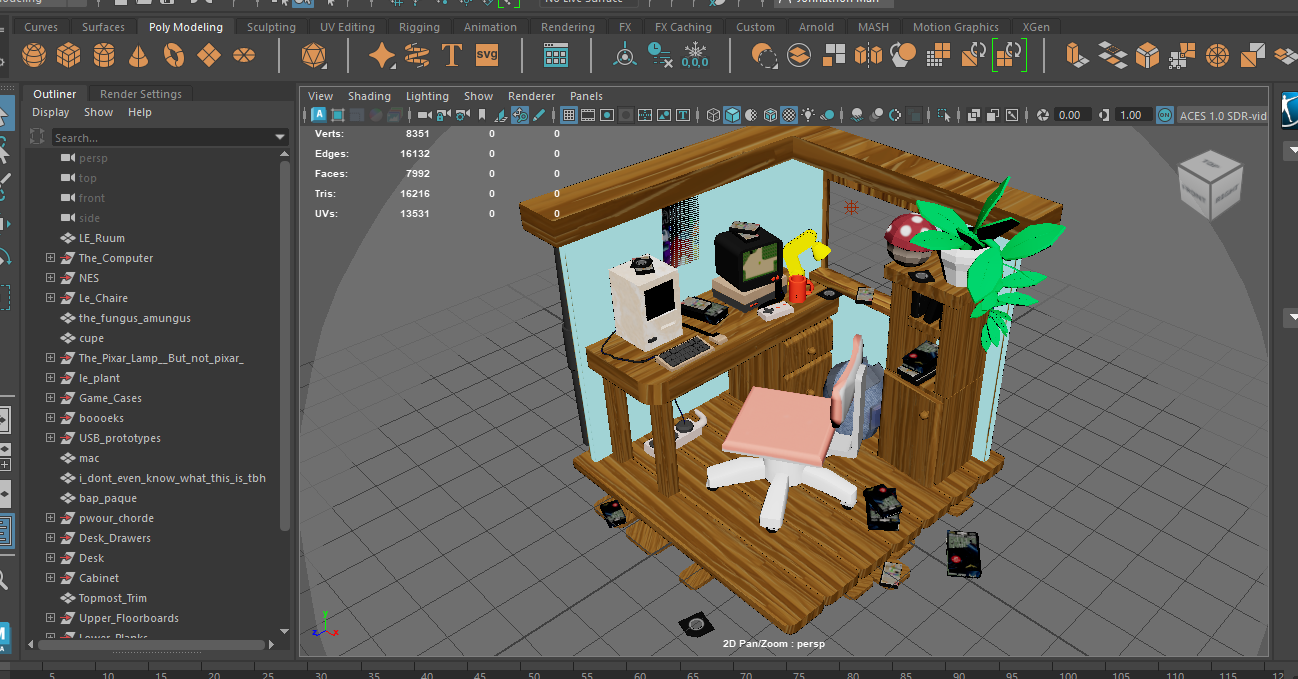 No Live Surface
Curves Surfaces Poly Modeling Sculpting UV Editing Rigging Animation Rendering FX FX Caching Custom Arnold MASH Motion Graphics XGen
T svg 0,0,0
Outliner Render Settings
Display Show Help
Search...
persp
top
front
side
LE_Ruum
The_Computer
NES
Le_Chaire
the_fungus_amungus
cupe
The_Pixar_Lamp__But_not_pixar_
le_plant
Game_Cases
boooeks
USB_prototypes
mac
i_dont_even_know_what_this_is_tbh
bap_paque
pwour_chorde
Desk_Drawers
Desk
Cabinet
Topmost_Trim
Upper_Floorboards
Lower_Planks
View Shading Lighting Show Renderer Panels
A T 0.00 1.00 ON ACES 1.0 SDR-vid
Verts: 8351 0 0
Edges: 16132 0 0
Faces: 7992 0 0
Tris: 16216 0 0
UVs: 13531 0 0
TOP
FRONT RIGHT
y
z x
2D Pan/Zoom : persp
M
5 10 15 20 25 30 35 40 45 50 55 60 65 70 75 80 85 90 95 100 105 110 115 12